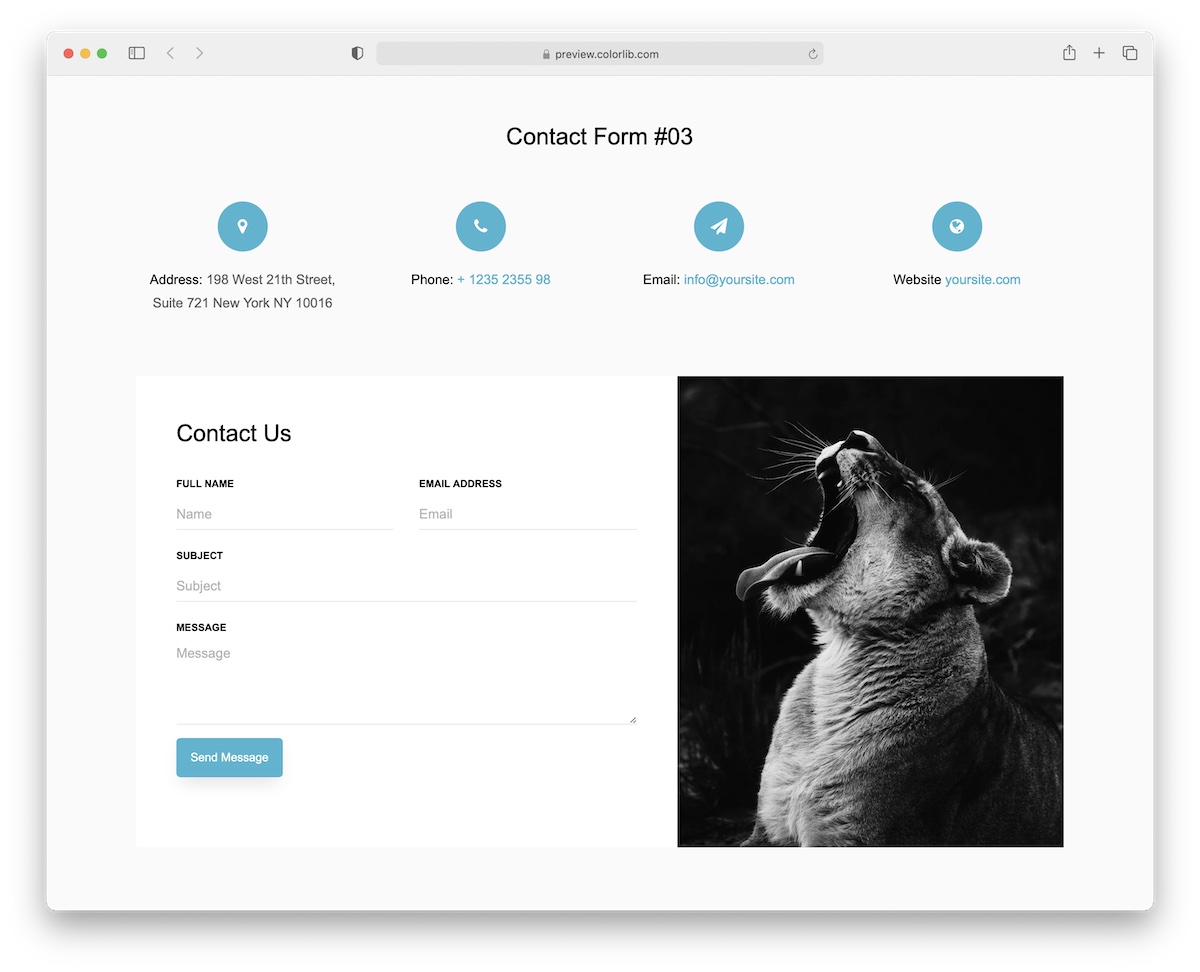 preview.colorlib.com
Contact Form #03
Address: 198 West 21th Street,
Suite 721 New York NY 10016
Phone: + 1235 2355 98
Email: info@yoursite.com
Website yoursite.com
Contact Us
FULL NAME
Name
EMAIL ADDRESS
Email
SUBJECT
Subject
MESSAGE
Message
Send Message